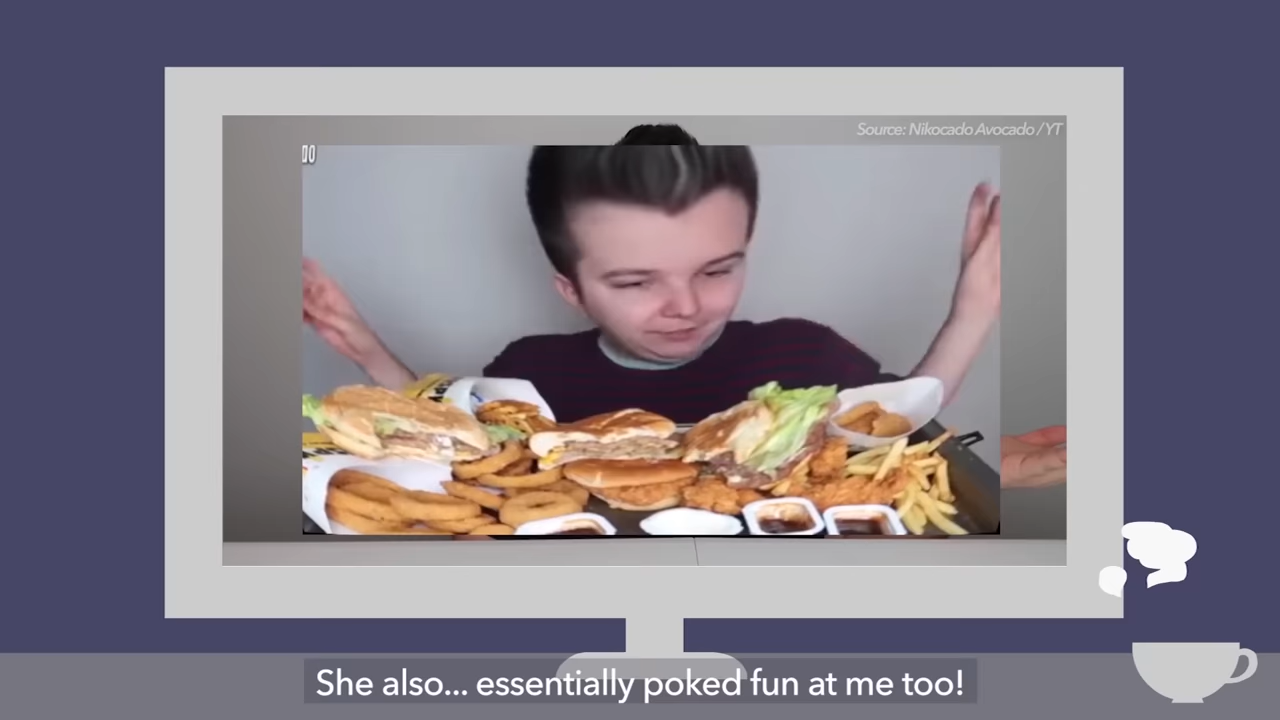 Source: Nikocado Avocado / YT
She also... essentially poked fun at me too!